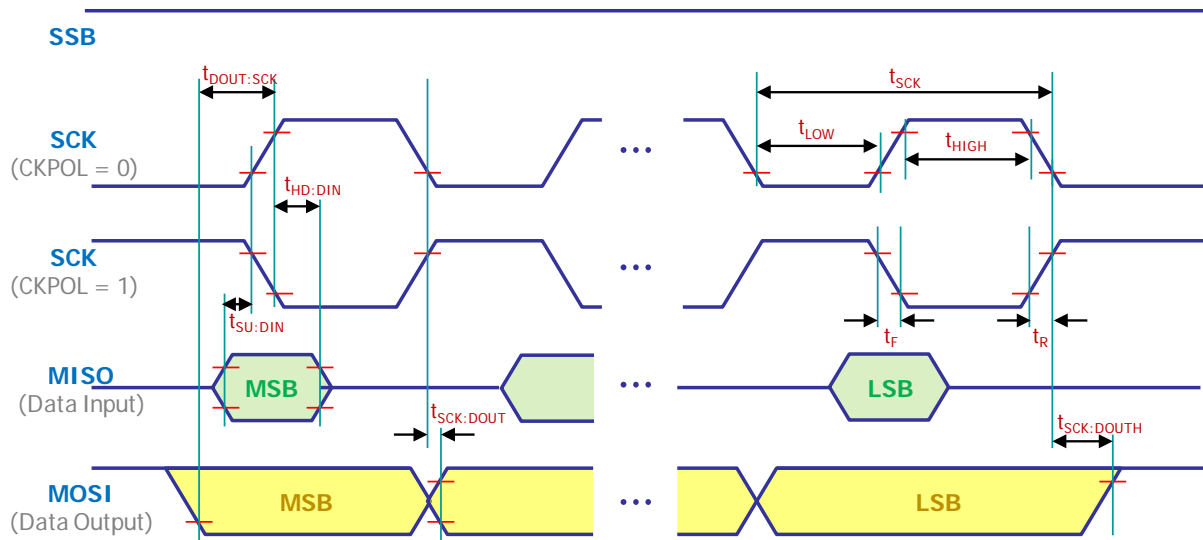 SSB
tDOUT:SCK
tSCK
SCK
(CKPOL = 0)
tLOW
tHIGH
tHD:DIN
SCK
(CKPOL = 1)
tSU:DIN
tF
tR
MISO
(Data Input)
MSB
LSB
tSCK:DOUT
tSCK:DOUTH
MOSI
(Data Output)
MSB
LSB